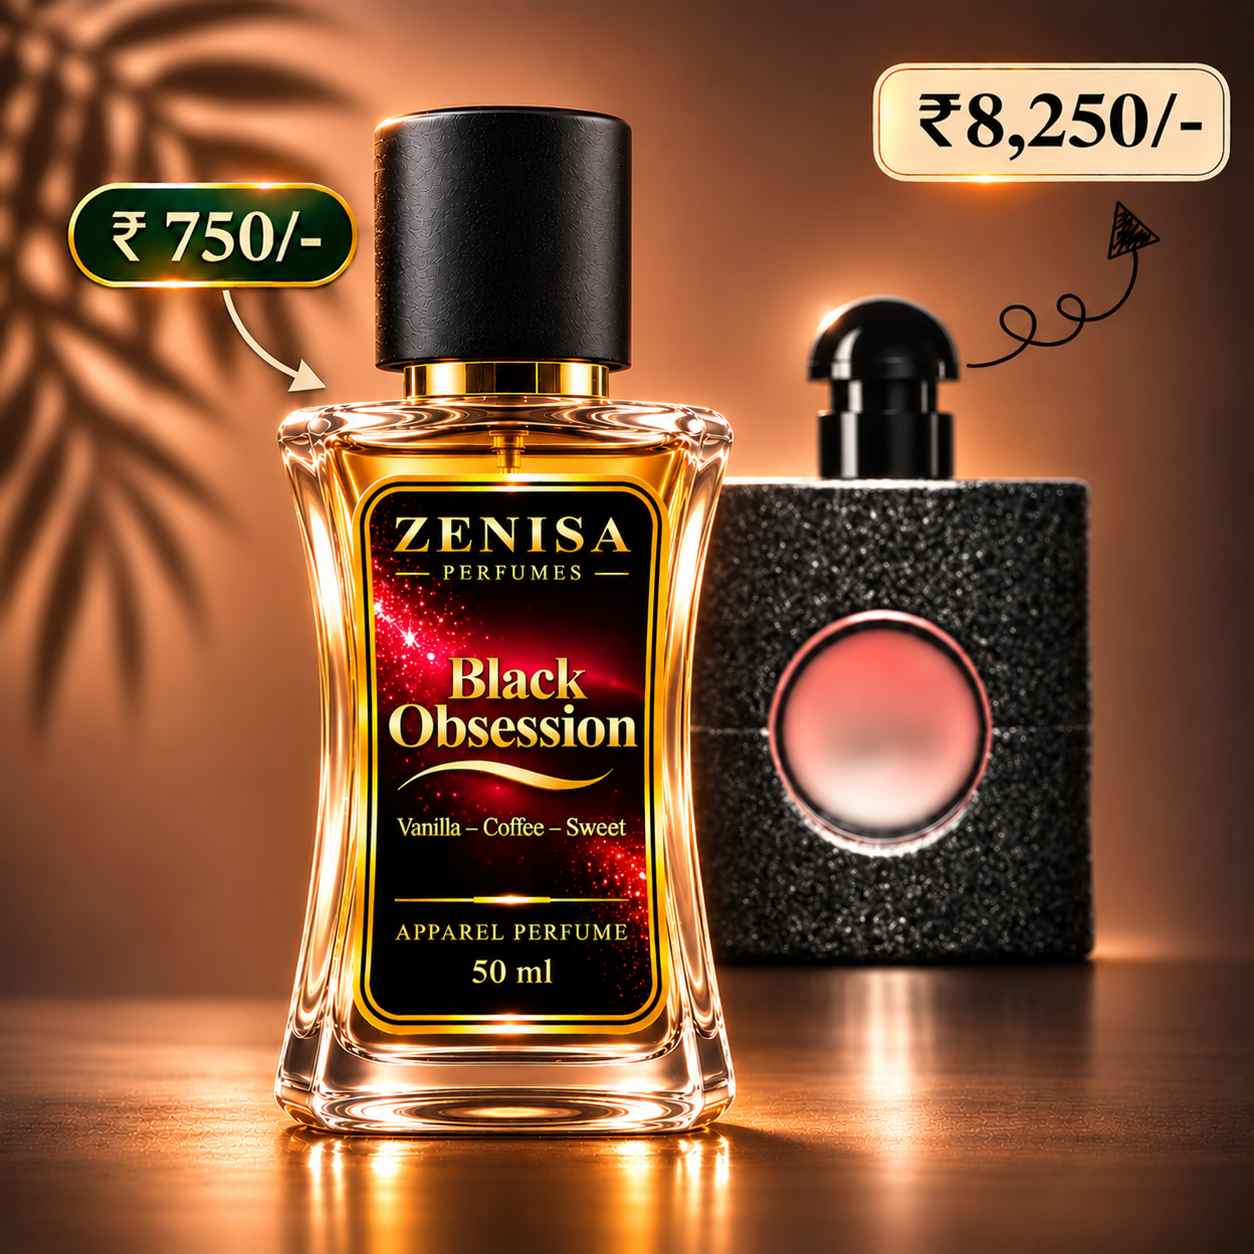 ₹8,250/-
₹ 750/-
ZENISA
PERFUMES
Black
Obsession
Vanilla – Coffee – Sweet
APPAREL PERFUME
50 ml